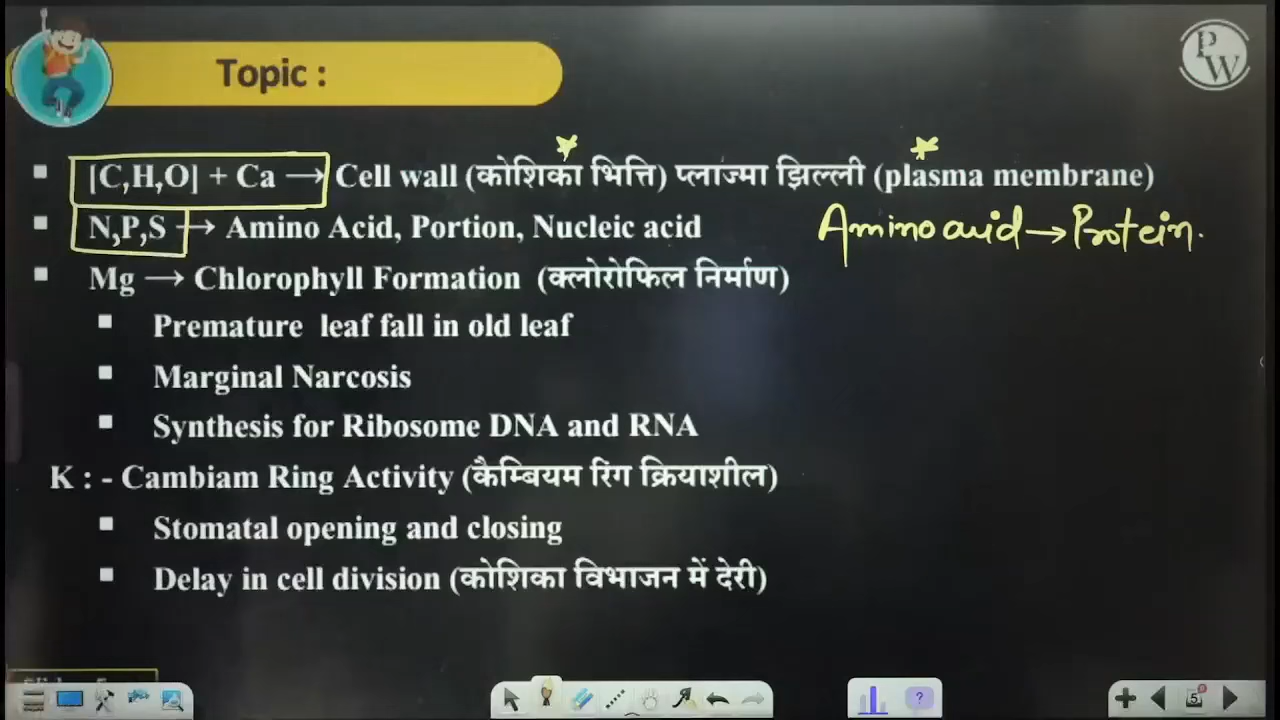 Topic :
PW
[C,H,O] + Ca → Cell wall (कोशिका भित्ति) प्लाज्मा झिल्ली (plasma membrane)
N,P,S → Amino Acid, Portion, Nucleic acid
Amino acid → Protein.
Mg → Chlorophyll Formation (क्लोरोफिल निर्माण)
Premature leaf fall in old leaf
Marginal Narcosis
Synthesis for Ribosome DNA and RNA
K : - Cambiam Ring Activity (कैम्बियम रिंग क्रियाशील)
Stomatal opening and closing
Delay in cell division (कोशिका विभाजन में देरी)
5